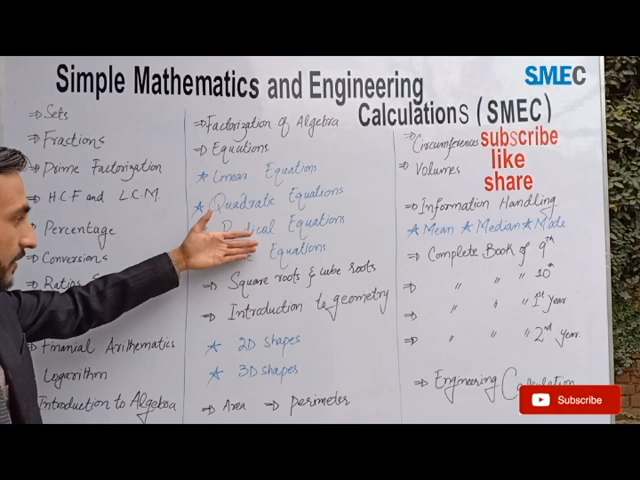 Simple Mathematics and Engineering
Calculations (SMEC)
SMEC
⇒ Sets
⇒ Fractions
⇒ Prime Factorization
⇒ HCF and L.C.M.
Percentage
Conversions
Finanial Arithematics
Logarithm
Introduction to Algebra
⇒ Factorization of Algebra
⇒ Equations
* Linear Equation
* Quadratic Equations
Equations
Equations
⇒ Square roots & cube roots
⇒ Introduction to geometry
* 2D shapes
* 3D shapes
⇒ Area ⇒ Perimeter
⇒ Circumferences
⇒ Volumes
subscribe
like
share
⇒ Information Handling
* Mean * Median * Mode
⇒ Complete Book of 9th
⇒ " " " 10th
⇒ " " " 1st year
⇒ " " " 2nd year
⇒ Engineering Calculation
Subscribe